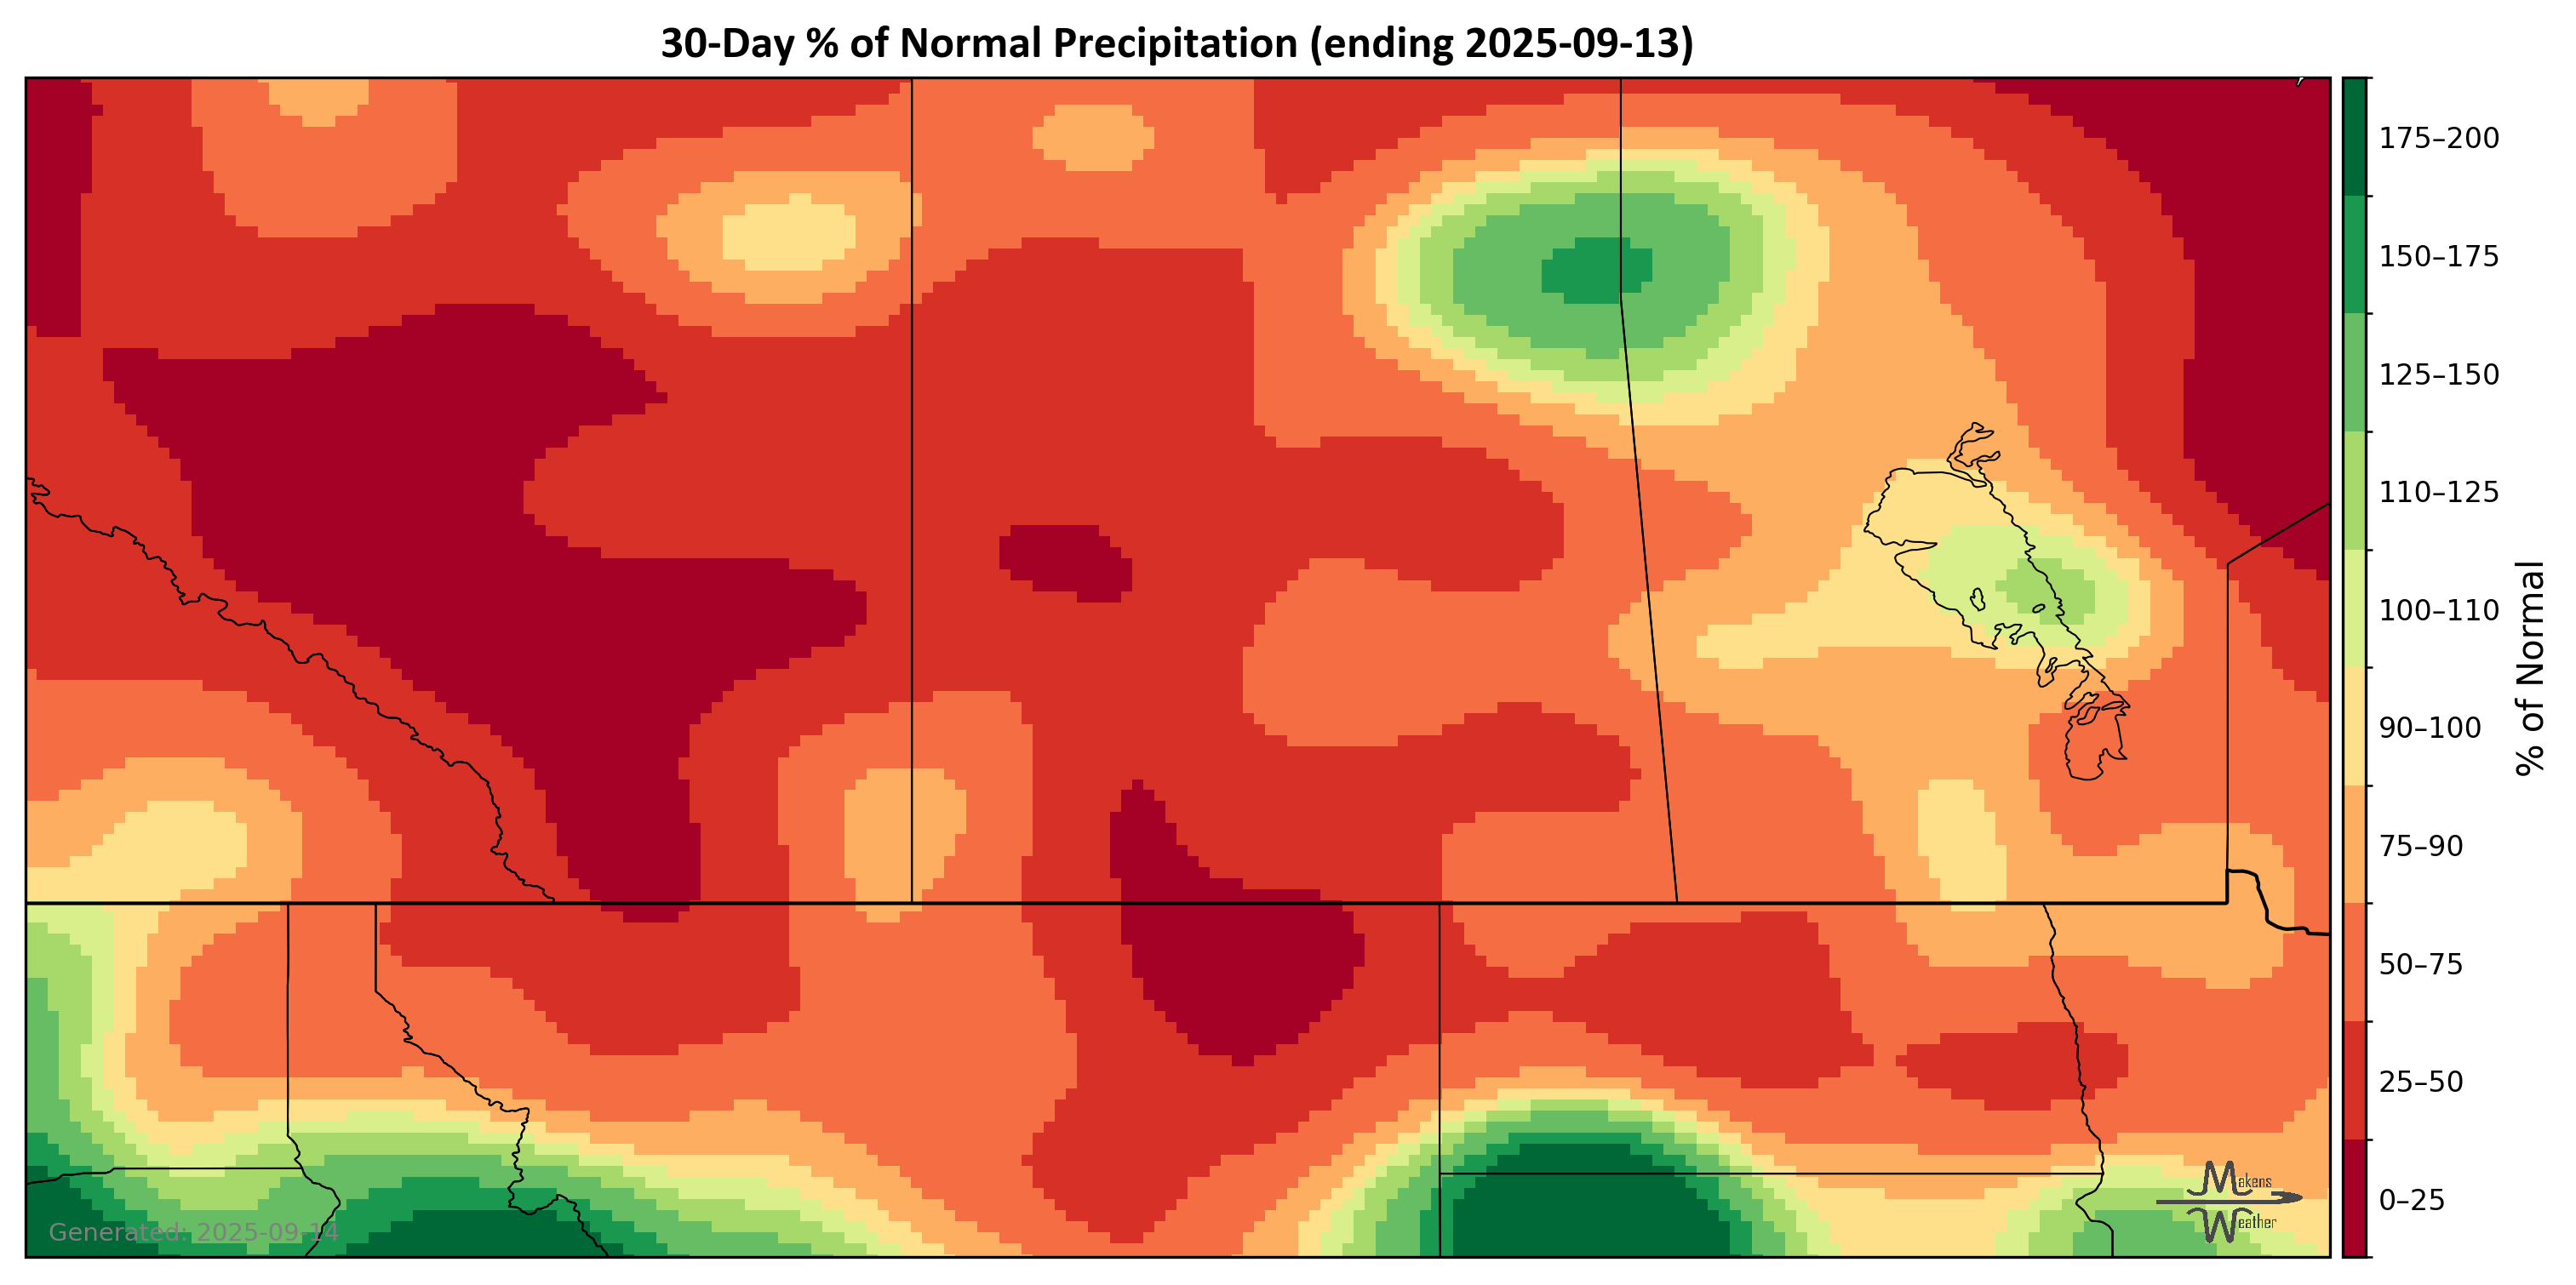 30-Day % of Normal Precipitation (ending 2025-09-13)
175–200
150–175
125–150
110–125
100–110
90–100
75–90
50–75
25–50
0–25
% of Normal
Generated: 2025-09-14
Makens
Weather